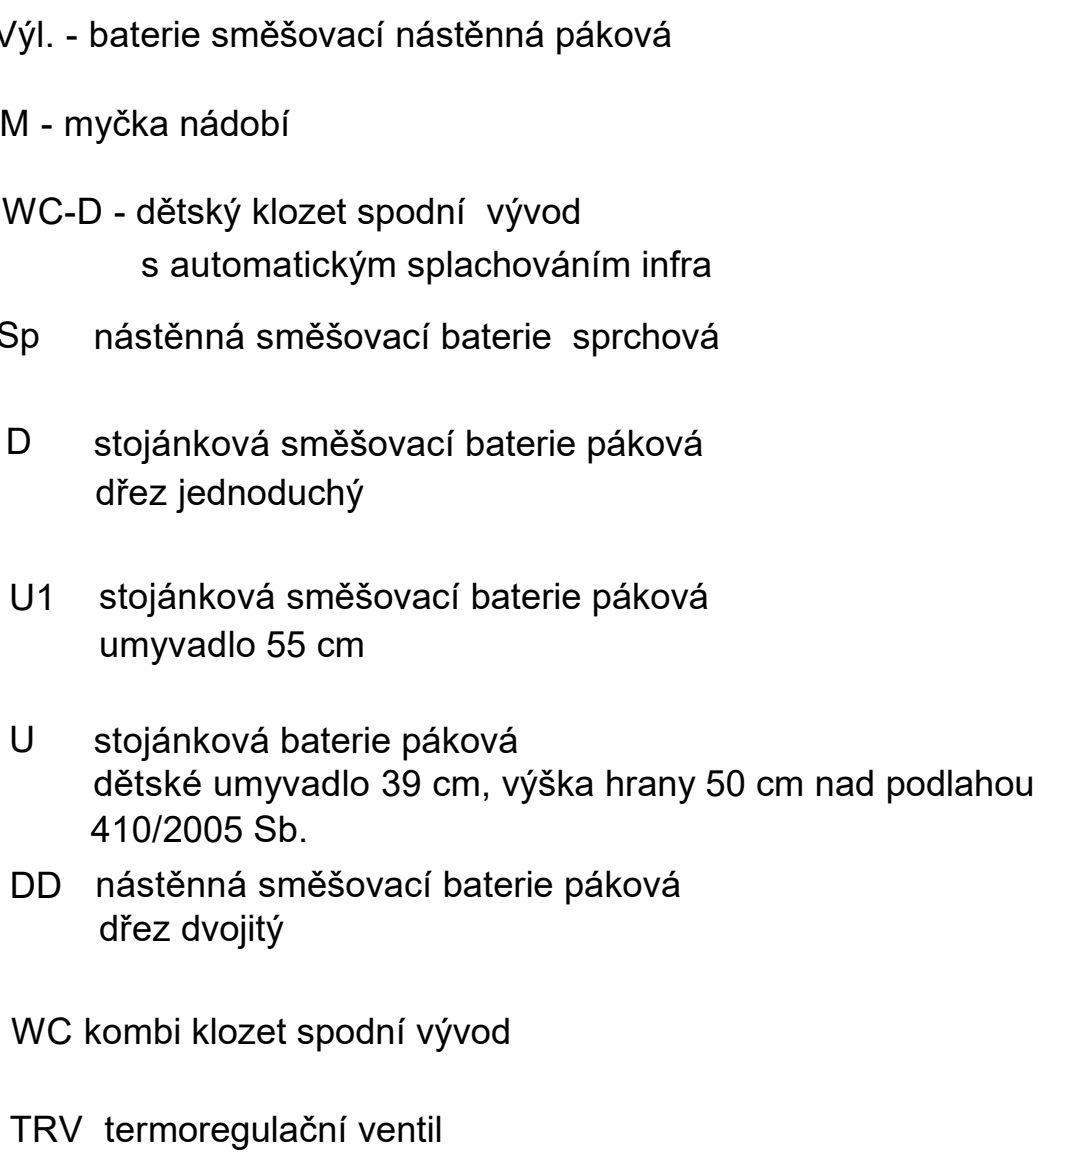 Výl. - baterie směšovací nástěnná páková
M - myčka nádobí
WC-D - dětský klozet spodní vývod
s automatickým splachováním infra
Sp nástěnná směšovací baterie sprchová
D stojánková směšovací baterie páková
dřez jednoduchý
U1 stojánková směšovací baterie páková
umyvadlo 55 cm
U stojánková baterie páková
dětské umyvadlo 39 cm, výška hrany 50 cm nad podlahou
410/2005 Sb.
DD nástěnná směšovací baterie páková
dřez dvojitý
WC kombi klozet spodní vývod
TRV termoregulační ventil